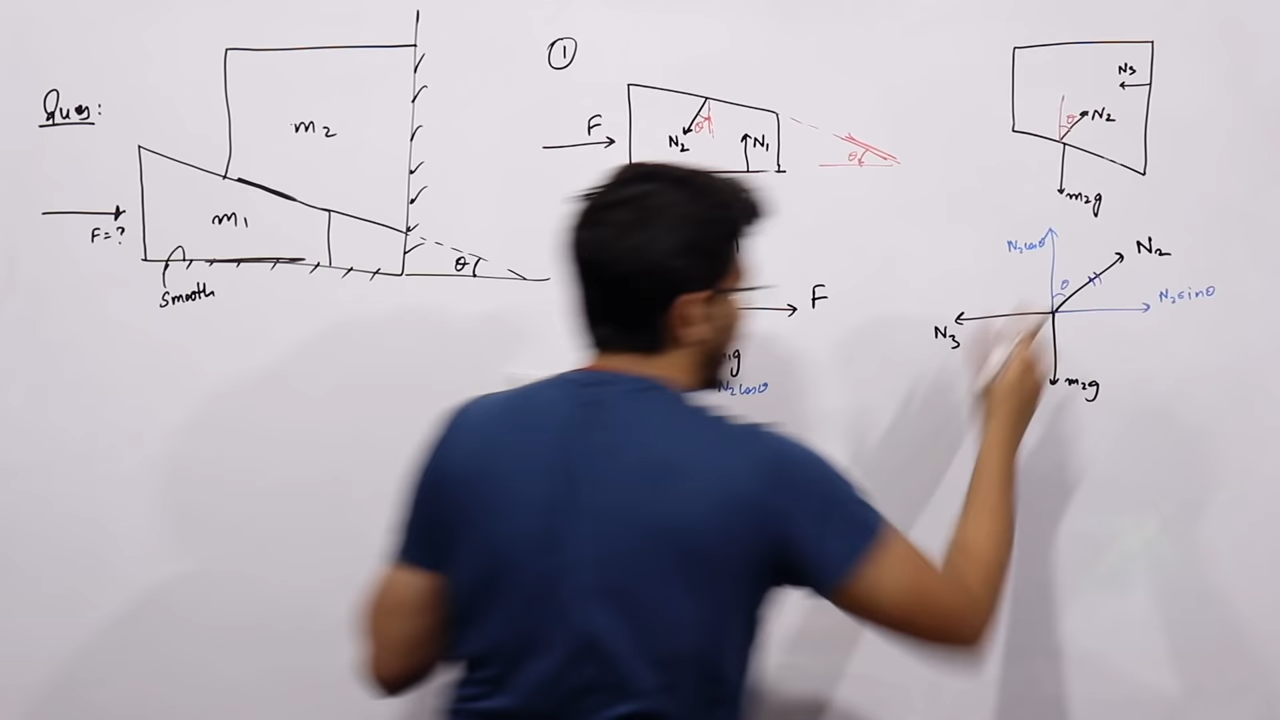 Ques:
m₂
m₁
F=?
smooth
θ
①
F
θ
N₂
N₁
θ
F
g
N₂cosθ
N₃
θ
N₂
m₂g
N₂cosθ
N₂
θ
N₂sinθ
N₃
m₂g